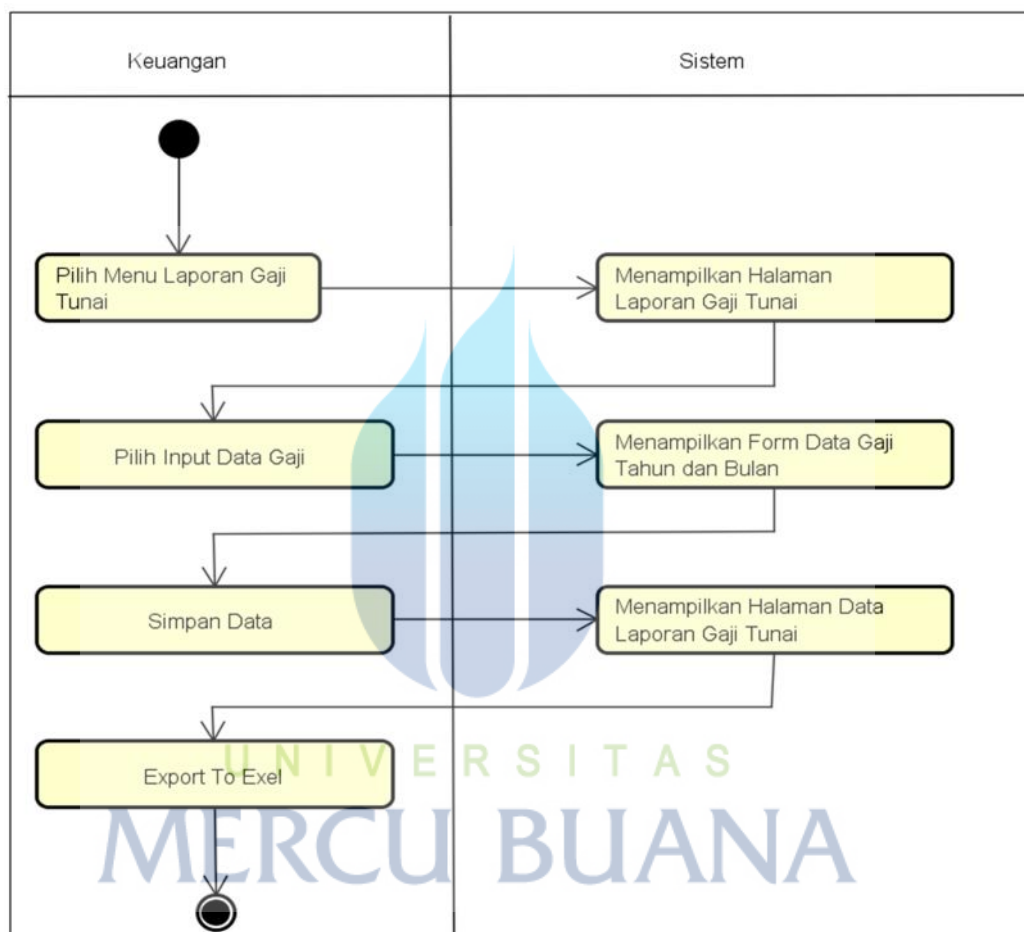 Keuangan
Sistem
Pilih Menu Laporan Gaji
Tunai
Menampilkan Halaman
Laporan Gaji Tunai
Pilih Input Data Gaji
Menampilkan Form Data Gaji
Tahun dan Bulan
Simpan Data
Menampilkan Halaman Data
Laporan Gaji Tunai
Export To Exel
UNIVERSITAS
MERCU BUANA